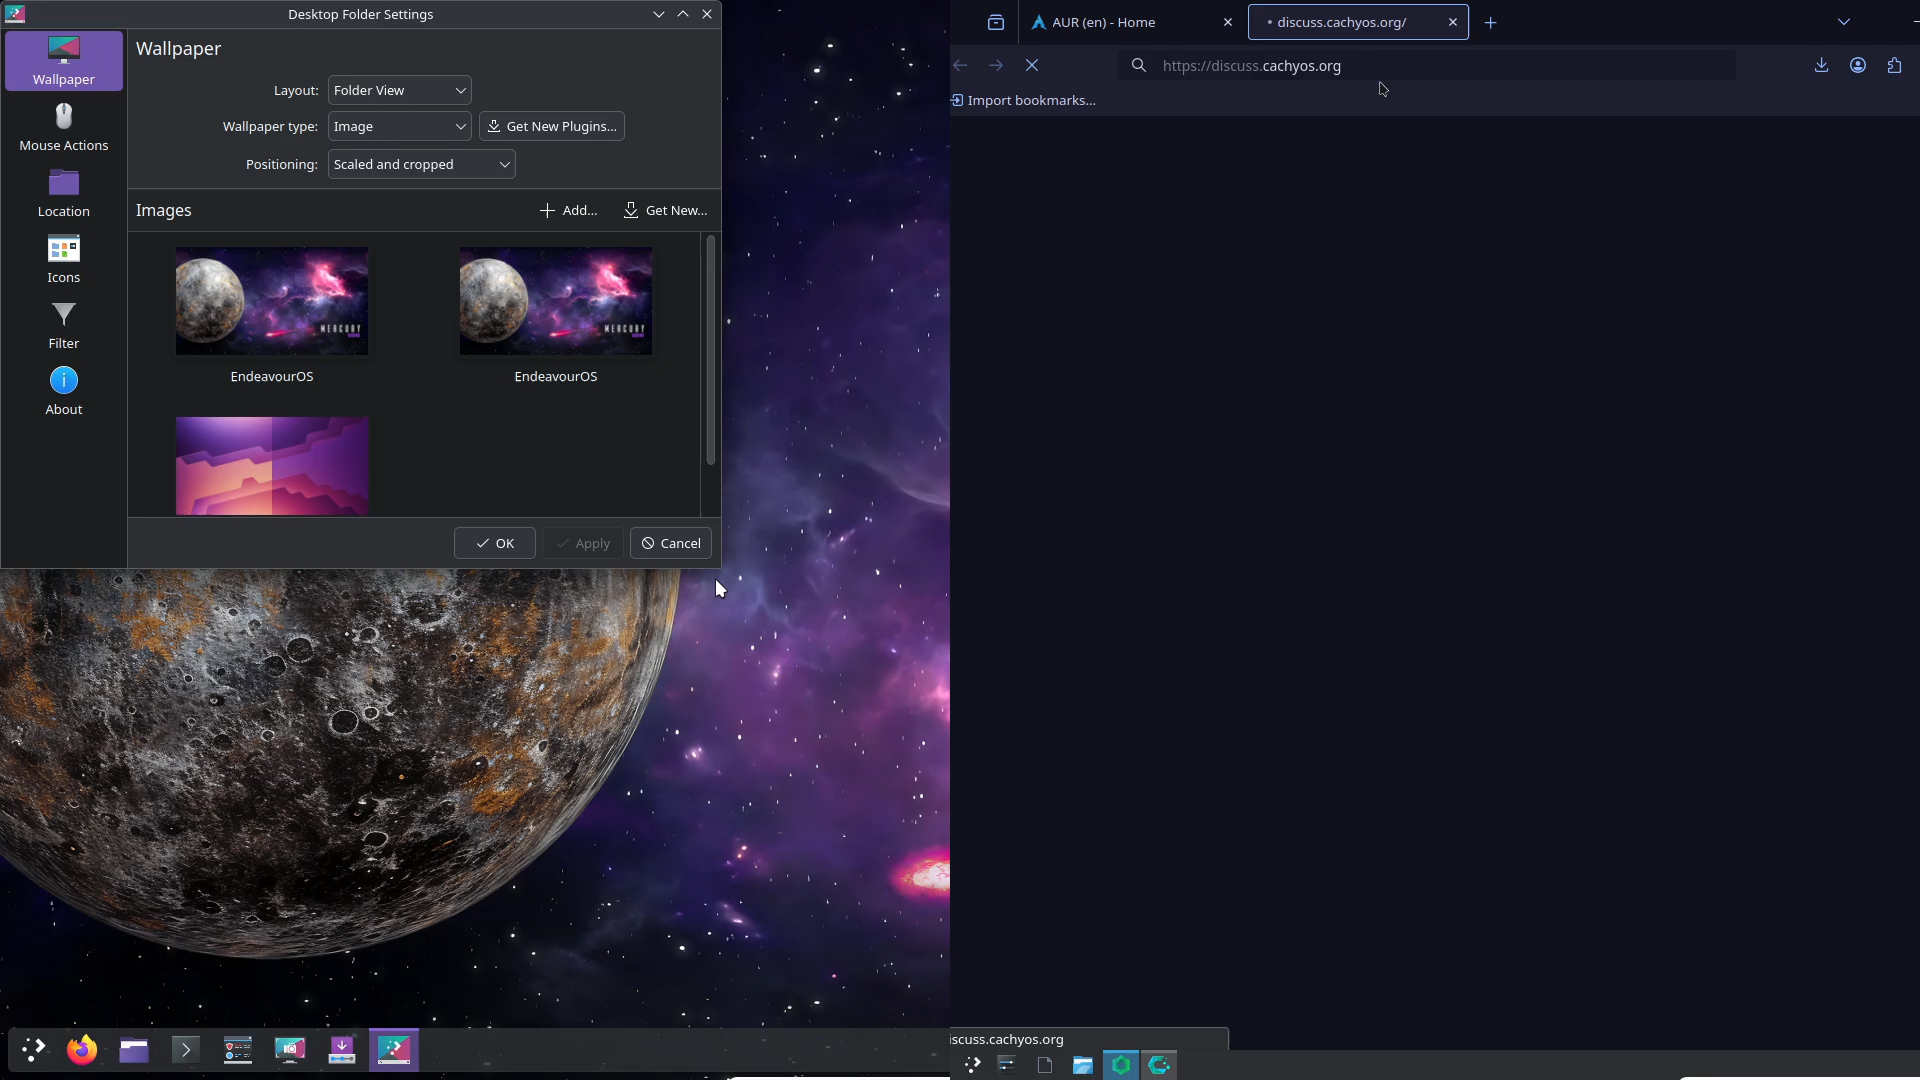 Desktop Folder Settings
Wallpaper
Mouse Actions
Location
Icons
Filter
About
Wallpaper
Layout: Folder View
Wallpaper type: Image Get New Plugins...
Positioning: Scaled and cropped
Images Add... Get New...
MERCURY MERCURY
EndeavourOS EndeavourOS
OK Apply Cancel
AUR (en) - Home discuss.cachyos.org/
https://discuss.cachyos.org
Import bookmarks...
iscuss.cachyos.org